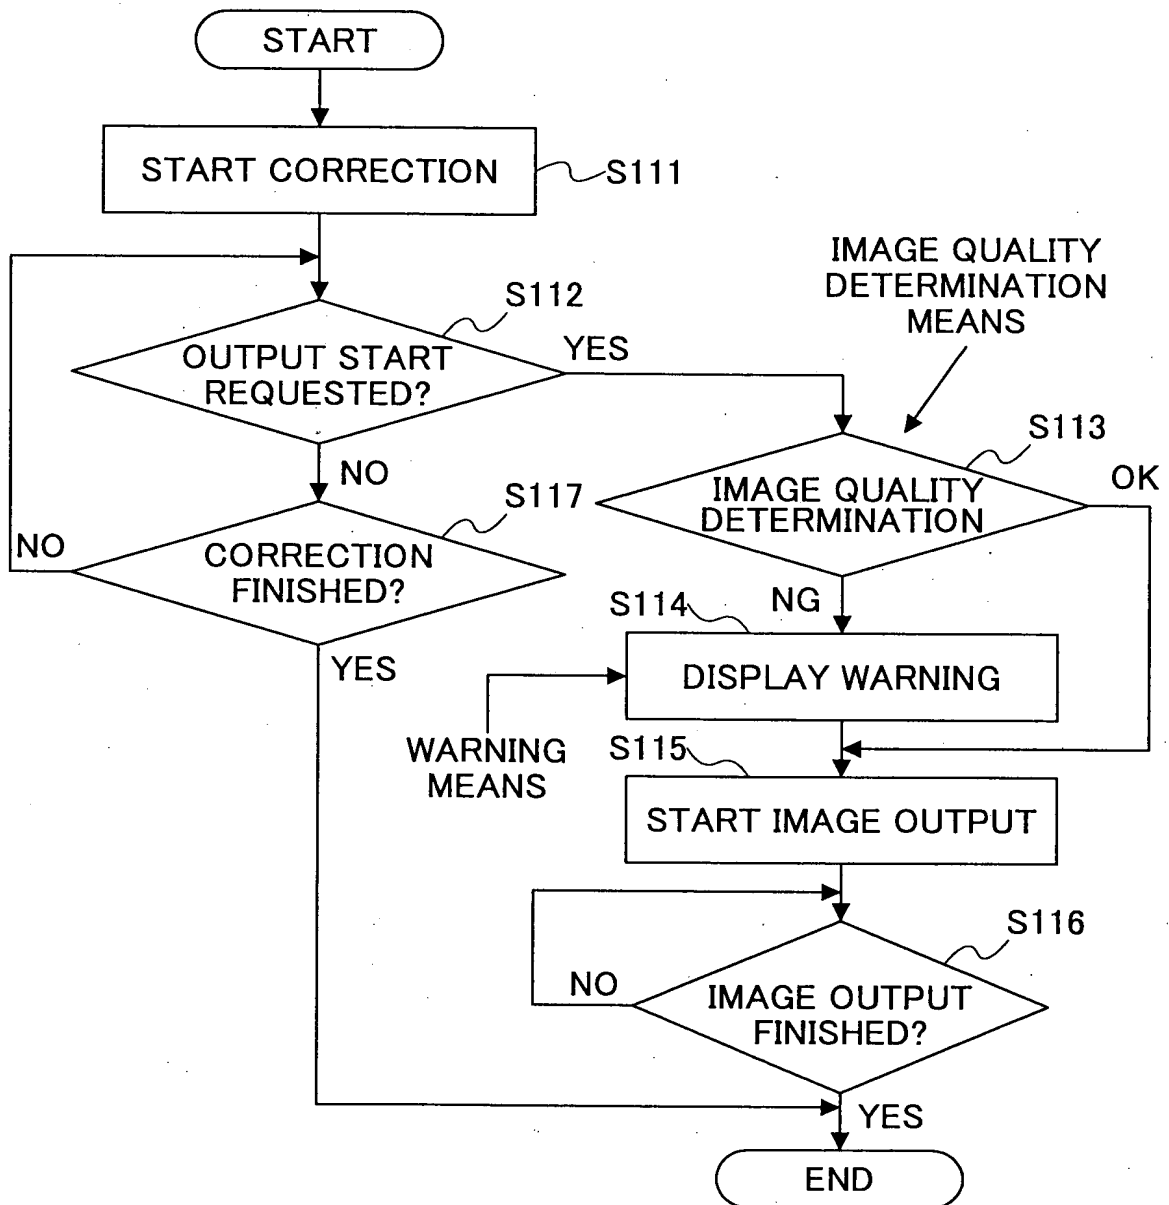 START
START CORRECTION
S111
IMAGE QUALITY
DETERMINATION
MEANS
S112
OUTPUT START
REQUESTED?
YES
S113
IMAGE QUALITY
DETERMINATION
OK
NO
S117
CORRECTION
FINISHED?
NO
YES
NG
S114
DISPLAY WARNING
WARNING
MEANS
S115
START IMAGE OUTPUT
S116
IMAGE OUTPUT
FINISHED?
NO
YES
END